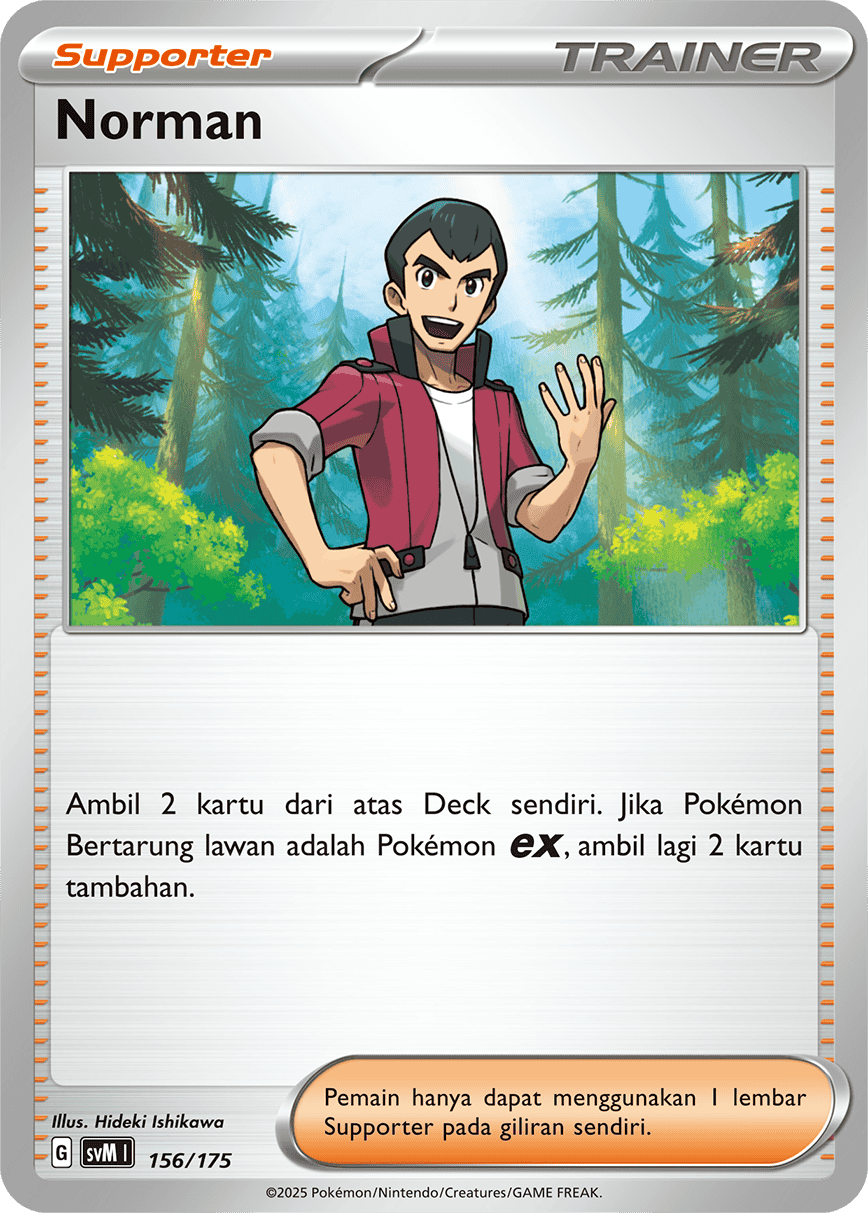 Supporter
TRAINER
Norman
Ambil 2 kartu dari atas Deck sendiri. Jika Pokémon
Bertarung lawan adalah Pokémon ex, ambil lagi 2 kartu
tambahan.
Pemain hanya dapat menggunakan 1 lembar
Supporter pada giliran sendiri.
Illus. Hideki Ishikawa
G svM I 156/175
©2025 Pokémon/Nintendo/Creatures/GAME FREAK.